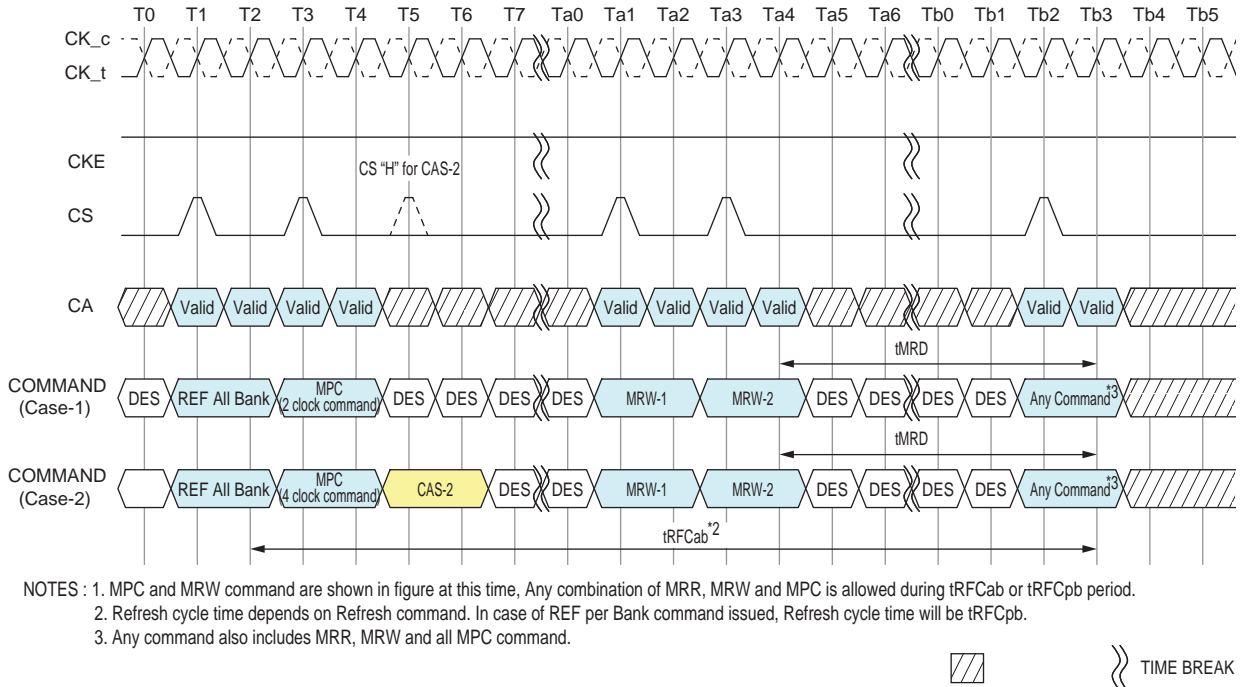 T0 T1 T2 T3 T4 T5 T6 T7 Ta0 Ta1 Ta2 Ta3 Ta4 Ta5 Ta6 Tb0 Tb1 Tb2 Tb3 Tb4 Tb5
CK_c
CK_t
CKE
CS “H” for CAS-2
CS
CA Valid Valid Valid Valid Valid Valid Valid Valid Valid Valid
tMRD
COMMAND
(Case-1)
DES REF All Bank MPC
(2 clock command) DES DES DES DES MRW-1 MRW-2 DES DES DES DES Any Command*3
tMRD
COMMAND
(Case-2)
REF All Bank MPC
(4 clock command) CAS-2 DES DES MRW-1 MRW-2 DES DES DES DES Any Command*3
tRFCab*2
NOTES : 1. MPC and MRW command are shown in figure at this time, Any combination of MRR, MRW and MPC is allowed during tRFCab or tRFCpb period.
2. Refresh cycle time depends on Refresh command. In case of REF per Bank command issued, Refresh cycle time will be tRFCpb.
3. Any command also includes MRR, MRW and all MPC command.
TIME BREAK